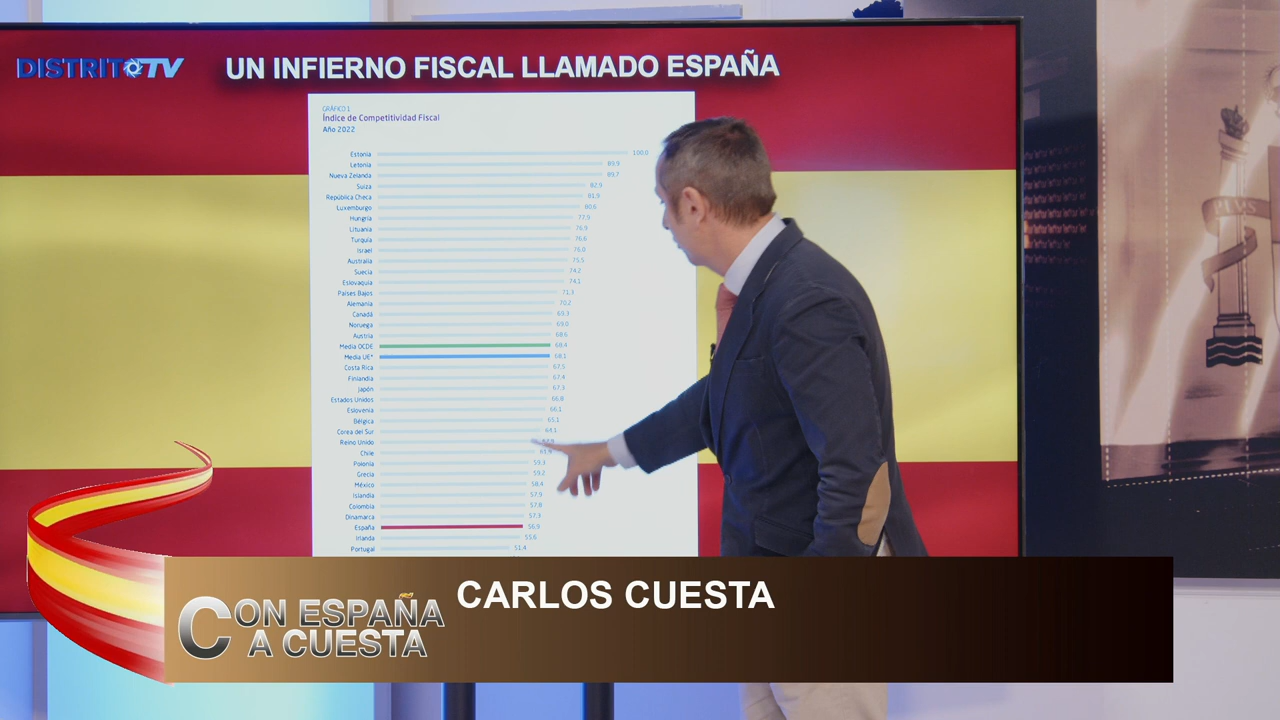 DISTRITOTV
UN INFIERNO FISCAL LLAMADO ESPAÑA
GRÁFICO 1
Índice de Competitividad Fiscal
Año 2022
Estonia 100,0
Letonia 89,9
Nueva Zelanda 89,7
Suiza 82,9
República Checa 81,9
Luxemburgo 80,6
Hungría 77,9
Lituania 76,9
Turquía 76,6
Israel 76,0
Australia 75,5
Suecia 74,2
Eslovaquia 74,1
Países Bajos 71,3
Alemania 70,2
Canadá 69,3
Noruega 69,0
Austria 68,6
Media OCDE 68,4
Media UE* 68,1
Costa Rica 67,5
Finlandia 67,4
Japón 67,3
Estados Unidos 66,8
Eslovenia 66,1
Bélgica 65,1
Corea del Sur 64,1
Reino Unido
Chile
Polonia 59,3
Grecia 59,2
México 58,4
Islandia 57,9
Colombia 57,8
Dinamarca 57,3
España 56,9
Irlanda 55,6
Portugal 51,4
PLVS
CON ESPAÑA
A CUESTA
CARLOS CUESTA